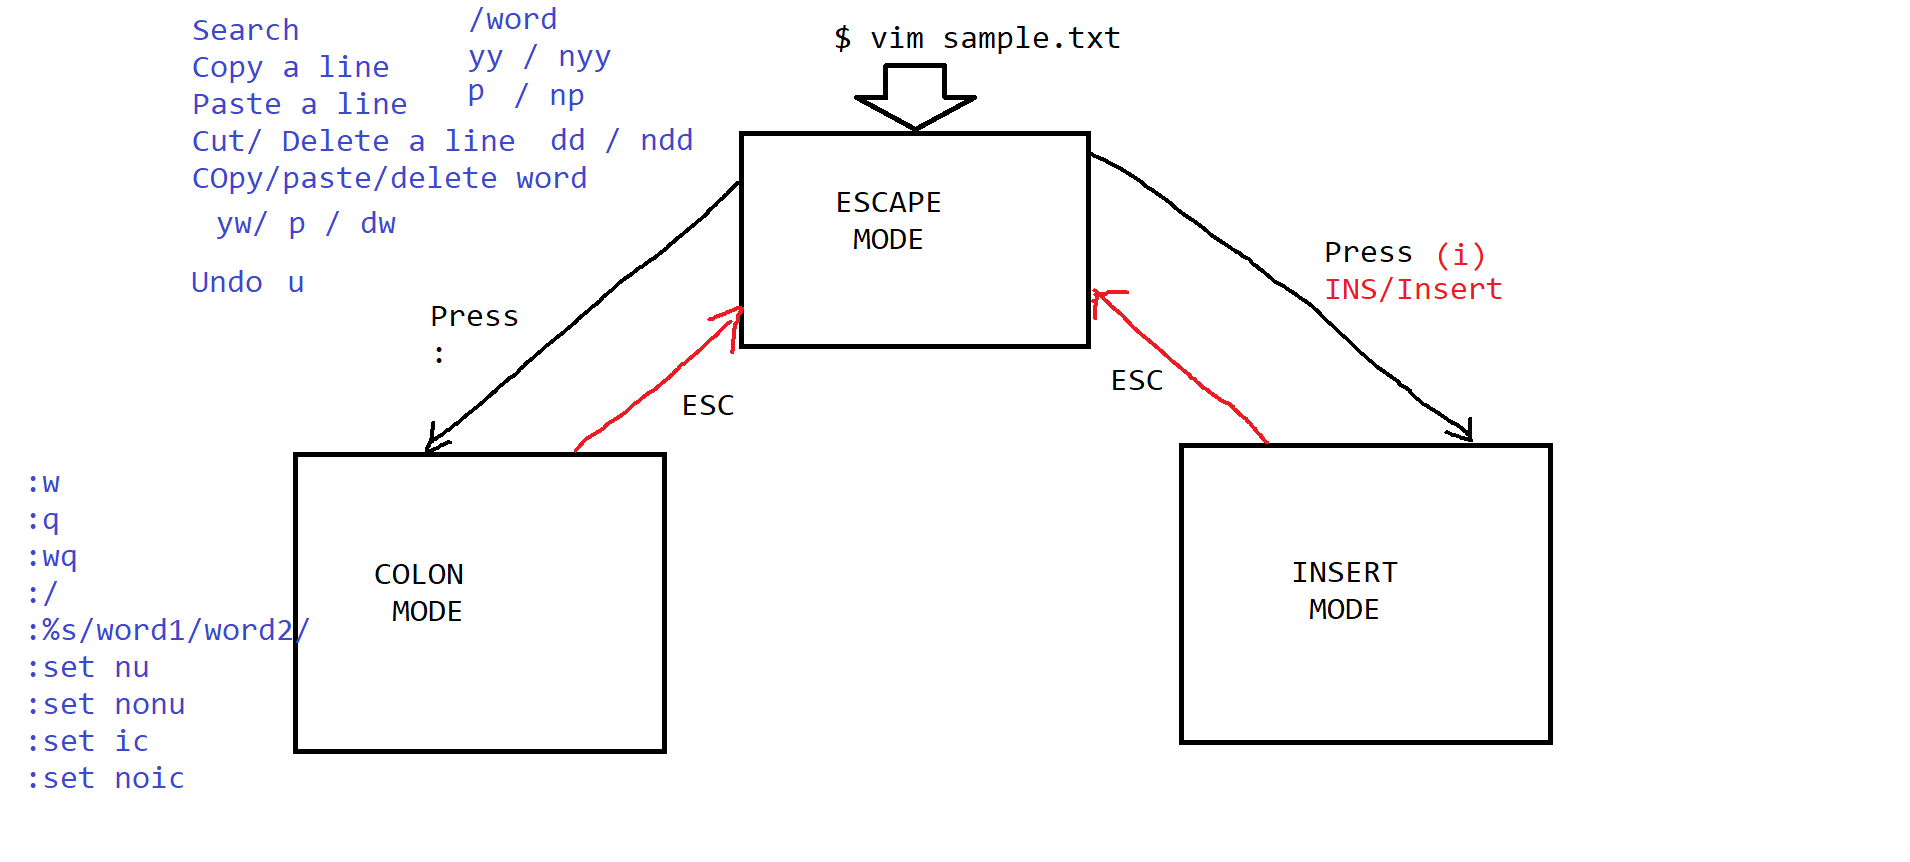 Search /word
Copy a line yy / nyy
Paste a line p / np
Cut/ Delete a line dd / ndd
COpy/paste/delete word
yw/ p / dw
Undo u
$ vim sample.txt
ESCAPE
MODE
Press
:
ESC
ESC
Press (i)
INS/Insert
:w
:q
:wq
:/
:%s/word1/word2/
:set nu
:set nonu
:set ic
:set noic
COLON
MODE
INSERT
MODE